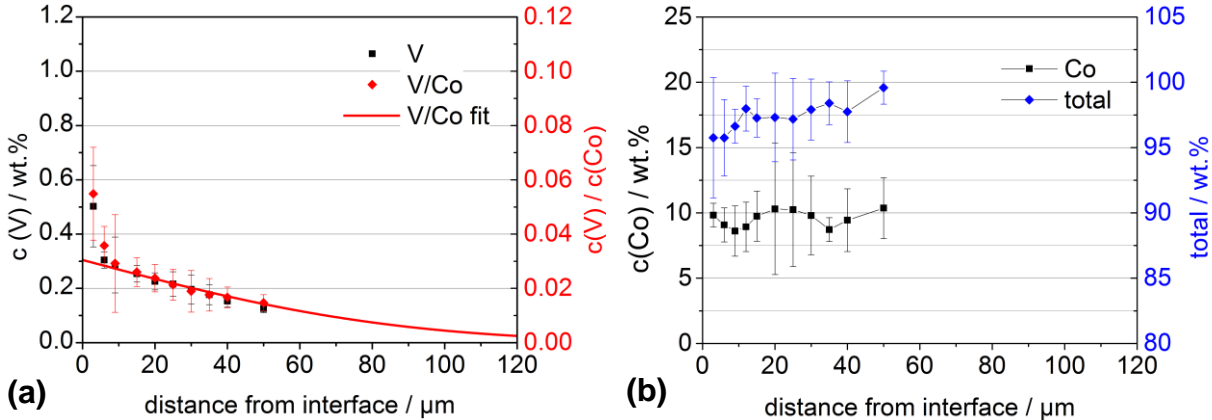 1.2
1.0
0.8
0.6
0.4
0.2
0.0
c (V) / wt.%
V
V/Co
V/Co fit
0.12
0.10
0.08
0.06
0.04
0.02
0.00
c(V) / c(Co)
0 20 40 60 80 100 120
distance from interface / µm
(a)
25
20
15
10
5
0
c(Co) / wt.%
Co
total
105
100
95
90
85
80
total / wt.%
0 20 40 60 80 100 120
distance from interface / µm
(b)